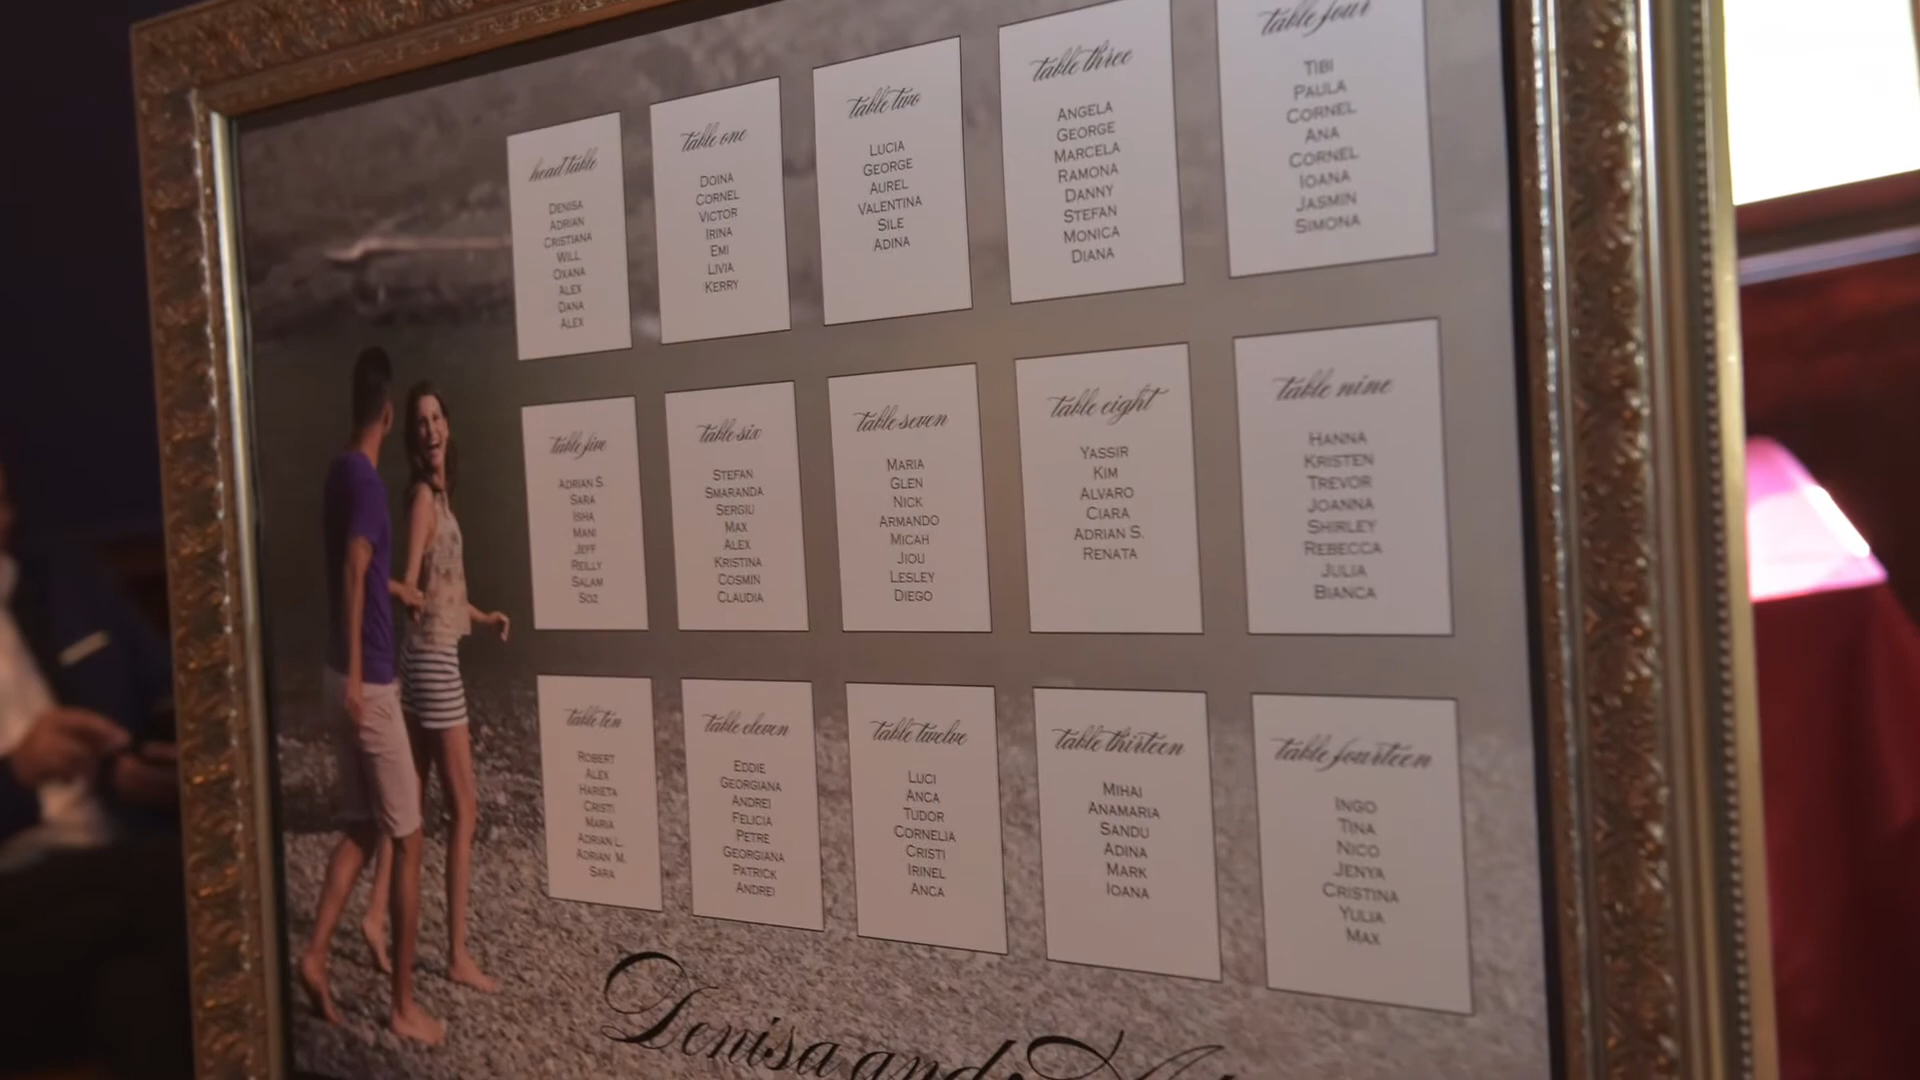 head table
DENISA
ADRIAN
CRISTIANA
WILL
OXANA
ALEX
DANA
ALEX
table one
DOINA
CORNEL
VICTOR
IRINA
EMI
LIVIA
KERRY
table two
LUCIA
GEORGE
AUREL
VALENTINA
SILE
ADINA
table three
ANGELA
GEORGE
MARCELA
RAMONA
DANNY
STEFAN
MONICA
DIANA
table four
TIBI
PAULA
CORNEL
ANA
CORNEL
IOANA
JASMIN
SIMONA
table five
ADRIAN S.
SARA
ISHA
MANI
JEFF
REILLY
SALAM
SO2
table six
STEFAN
SMARANDA
SERGIU
MAX
ALEX
KRISTINA
COSMIN
CLAUDIA
table seven
MARIA
GLEN
NICK
ARMANDO
MICAH
JIOU
LESLEY
DIEGO
table eight
YASSIR
KIM
ALVARO
CIARA
ADRIAN S.
RENATA
table nine
HANNA
KRISTEN
TREVOR
JOANNA
SHIRLEY
REBECCA
JULIA
BIANCA
table ten
ROBERT
ALEX
HARIETA
CRISTI
MARIA
ADRIAN L.
ADRIAN M.
SARA
table eleven
EDDIE
GEORGIANA
ANDREI
FELICIA
PETRE
GEORGIANA
PATRICK
ANDREI
table twelve
LUCI
ANCA
TUDOR
CORNELIA
CRISTI
IRINEL
ANCA
table thirteen
MIHAI
ANAMARIA
SANDU
ADINA
MARK
IOANA
table fourteen
INGO
TINA
NICO
JENYA
CRISTINA
YULIA
MAX
Denisa and